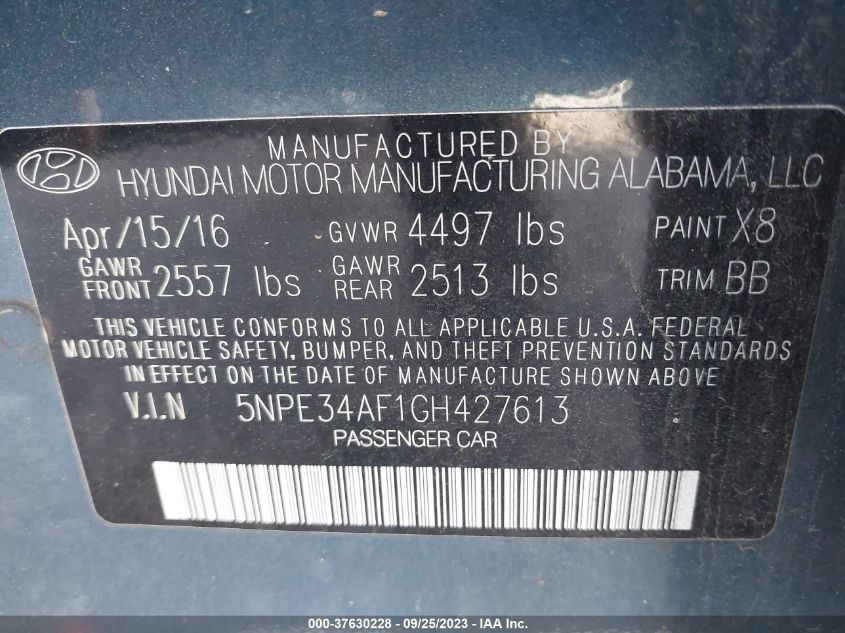 MANUFACTURED BY
HYUNDAI MOTOR MANUFACTURING ALABAMA, LLC
Apr/15/16 GVWR 4497 lbs PAINT X8
GAWR FRONT 2557 lbs GAWR REAR 2513 lbs TRIM BB
THIS VEHICLE CONFORMS TO ALL APPLICABLE U.S.A. FEDERAL
MOTOR VEHICLE SAFETY, BUMPER, AND THEFT PREVENTION STANDARDS
IN EFFECT ON THE DATE OF MANUFACTURE SHOWN ABOVE
V.I.N 5NPE34AF1GH427613
PASSENGER CAR
000-37630228 - 09/25/2023 - IAA Inc.